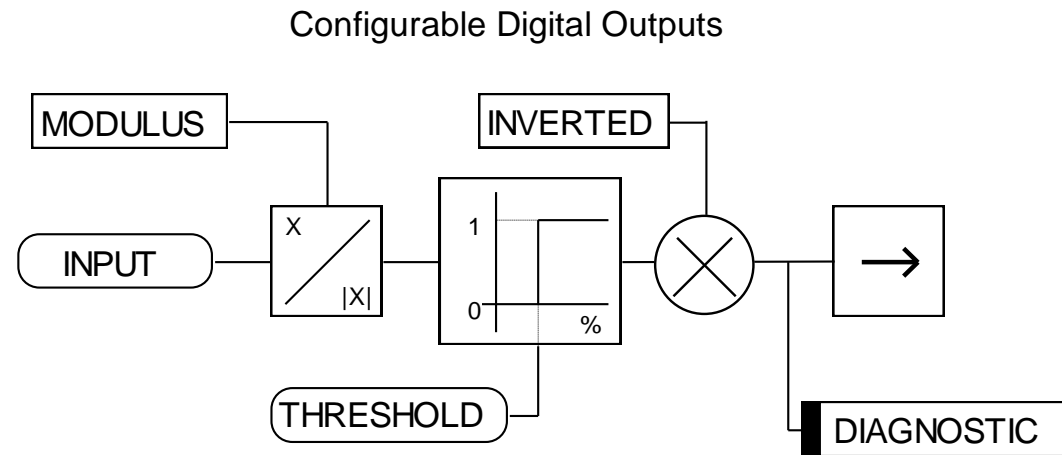 Configurable Digital Outputs
MODULUS
INVERTED
X
|X|
1
0
%
INPUT
THRESHOLD
DIAGNOSTIC